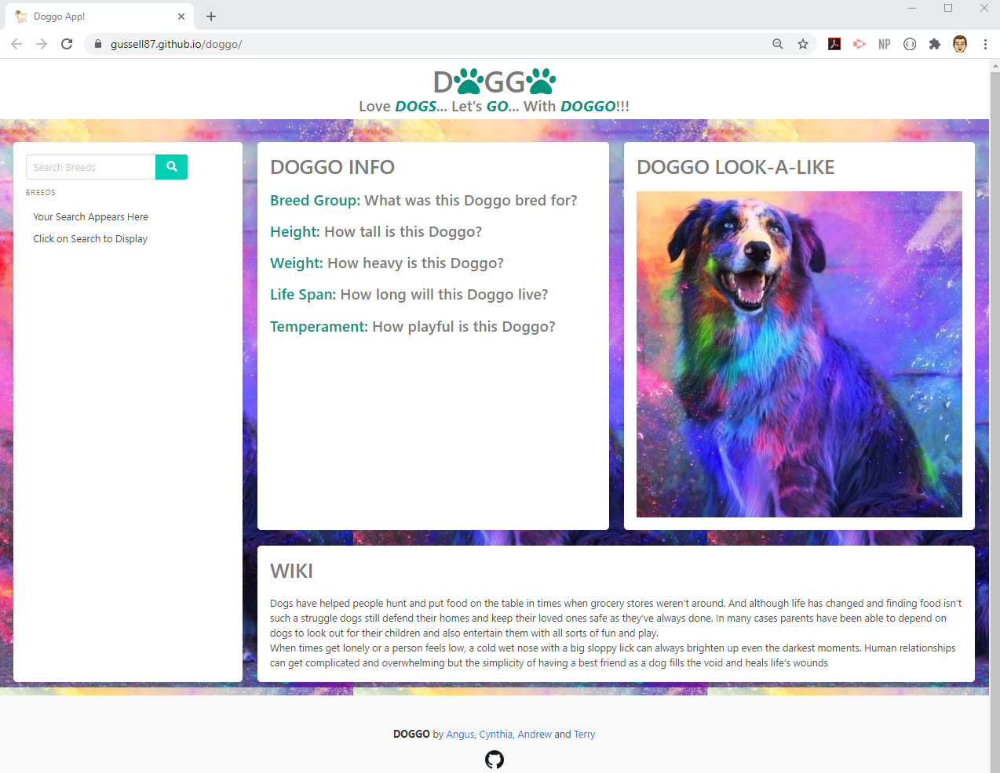 Doggo App!
gussell87.github.io/doggo/
NP
D GG
Love DOGS... Let's GO... With DOGGO!!!
Search Breeds
BREEDS
Your Search Appears Here
Click on Search to Display
DOGGO INFO
Breed Group: What was this Doggo bred for?
Height: How tall is this Doggo?
Weight: How heavy is this Doggo?
Life Span: How long will this Doggo live?
Temperament: How playful is this Doggo?
DOGGO LOOK-A-LIKE
WIKI
Dogs have helped people hunt and put food on the table in times when grocery stores weren’t around. And although life has changed and finding food isn’t
such a struggle dogs still defend their homes and keep their loved ones safe as they’ve always done. In many cases parents have been able to depend on
dogs to look out for their children and also entertain them with all sorts of fun and play.
When times get lonely or a person feels low, a cold wet nose with a big sloppy lick can always brighten up even the darkest moments. Human relationships
can get complicated and overwhelming but the simplicity of having a best friend as a dog fills the void and heals life’s wounds
DOGGO by Angus, Cynthia, Andrew and Terry